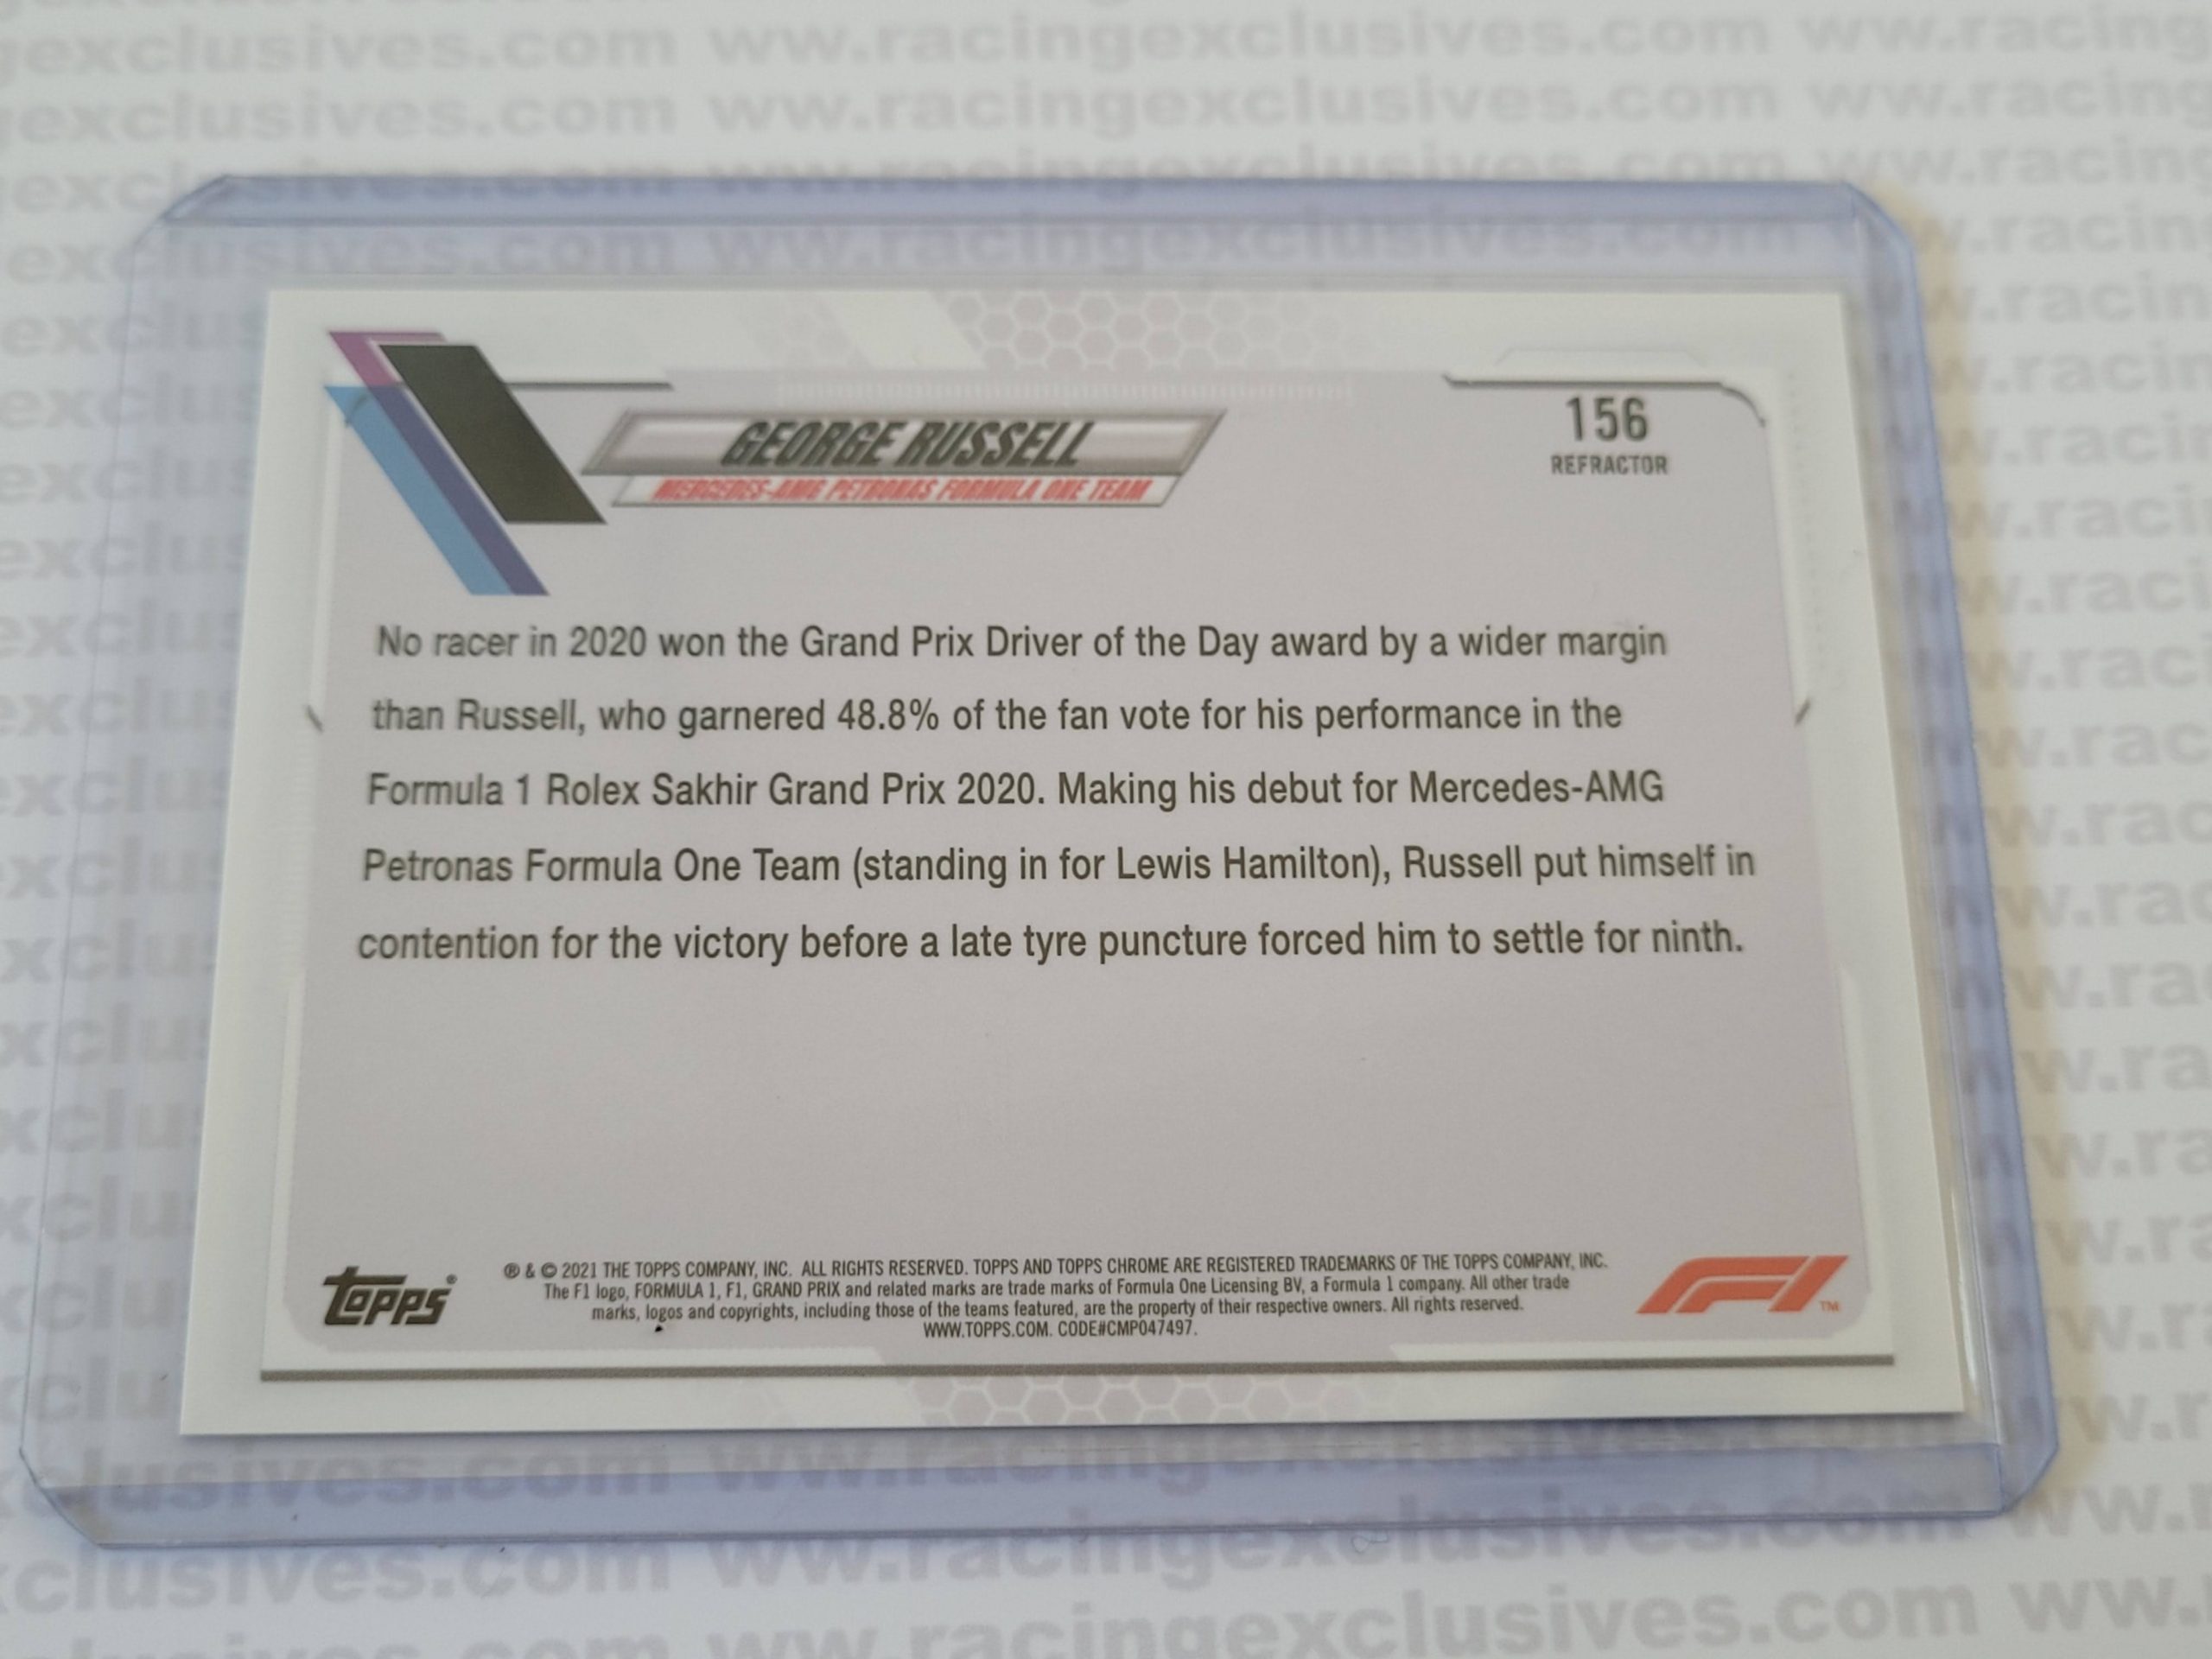 GEORGE RUSSELL
MERCEDES-AMG PETRONAS FORMULA ONE TEAM
156
REFRACTOR
No racer in 2020 won the Grand Prix Driver of the Day award by a wider margin
than Russell, who garnered 48.8% of the fan vote for his performance in the
Formula 1 Rolex Sakhir Grand Prix 2020. Making his debut for Mercedes-AMG
Petronas Formula One Team (standing in for Lewis Hamilton), Russell put himself in
contention for the victory before a late tyre puncture forced him to settle for ninth.
Topps®
® & © 2021 THE TOPPS COMPANY, INC. ALL RIGHTS RESERVED. TOPPS AND TOPPS CHROME ARE REGISTERED TRADEMARKS OF THE TOPPS COMPANY, INC.
The F1 logo, FORMULA 1, F1, GRAND PRIX and related marks are trade marks of Formula One Licensing BV, a Formula 1 company. All other trade
marks, logos and copyrights, including those of the teams featured, are the property of their respective owners. All rights reserved.
WWW.TOPPS.COM. CODE#CMP047497.
F1™
ww.racingexclusives.com